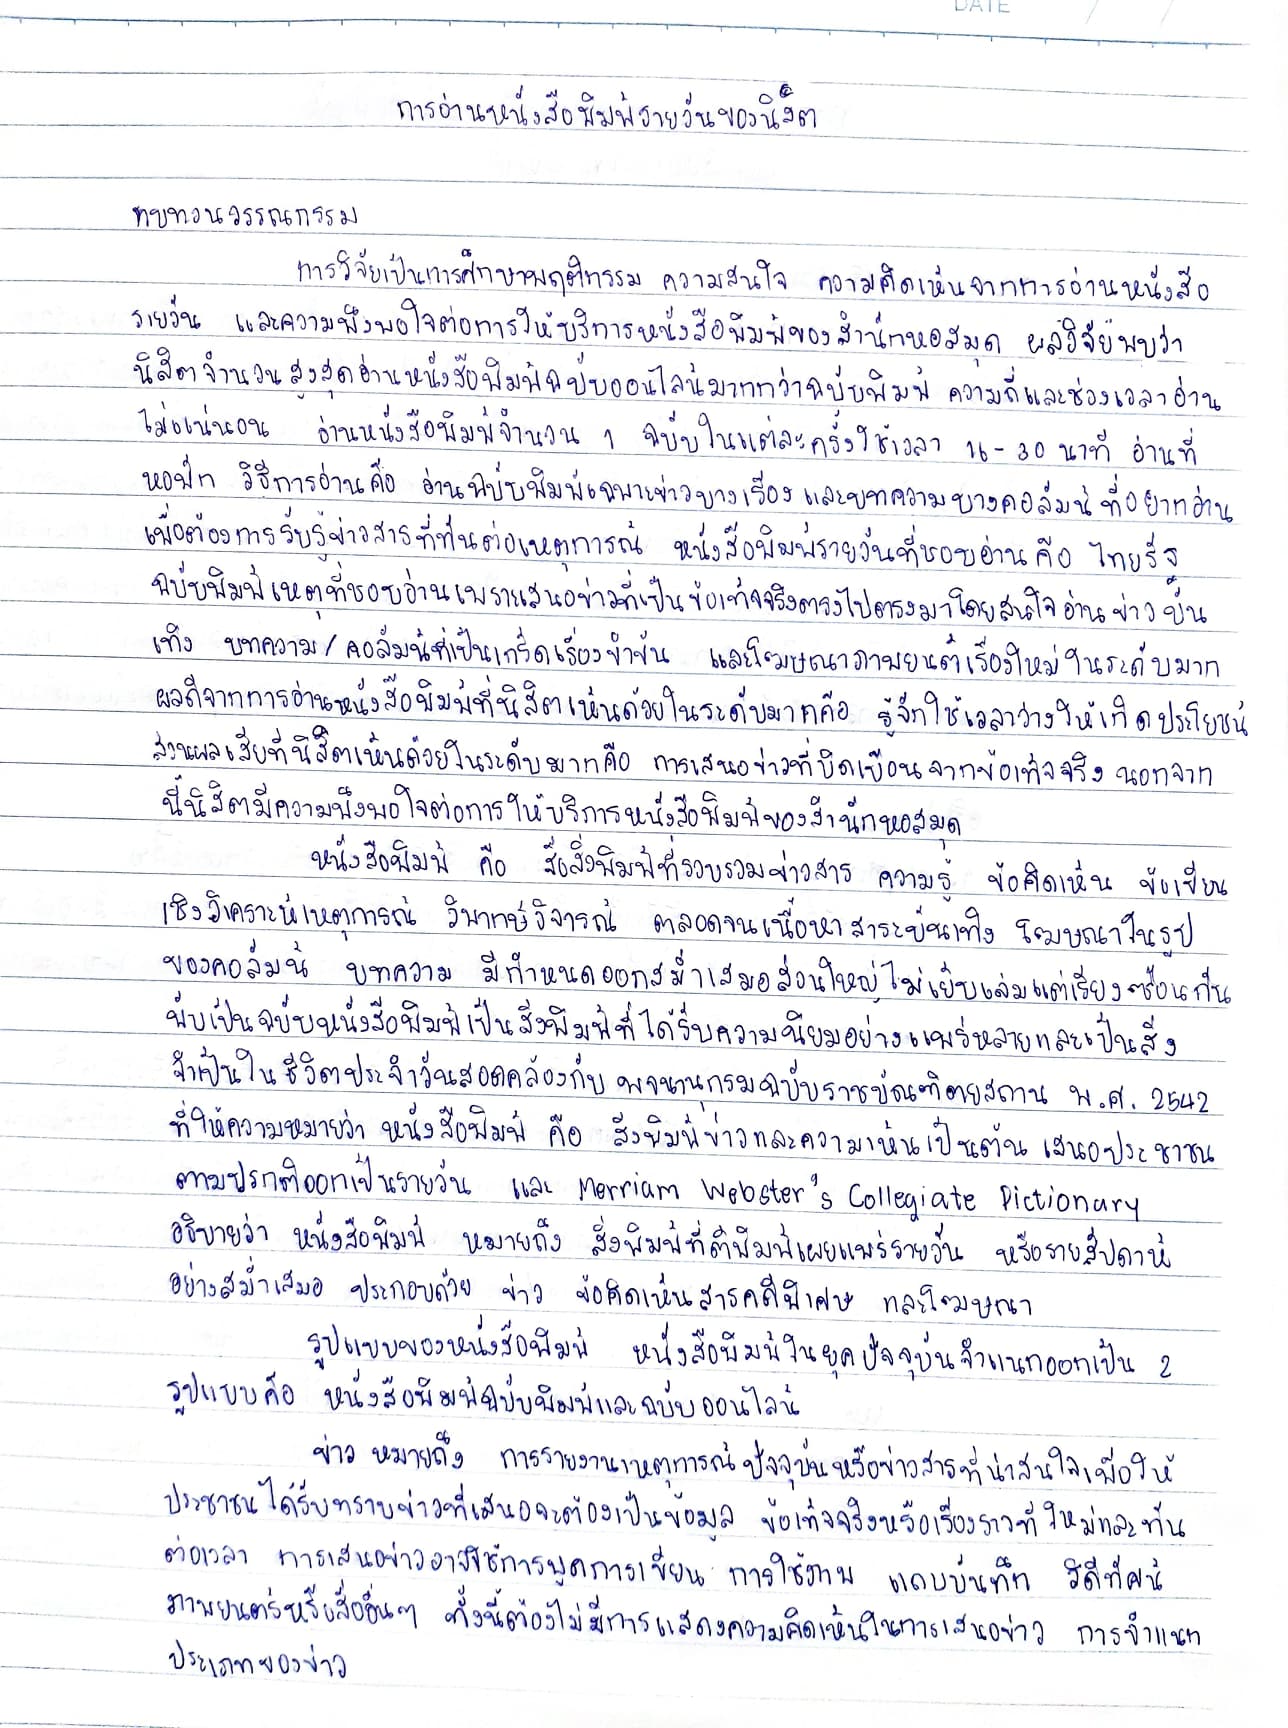 DATE / /
การอ่านหนังสือพิมพ์รายวันของนิสิต
ทบทวนวรรณกรรม
การวิจัยเป็นการศึกษาพฤติกรรม ความสนใจ ความคิดเห็นจากการอ่านหนังสือ
รายวัน และความพึงพอใจต่อการให้บริการหนังสือพิมพ์ของสำนักหอสมุด ผลวิจัยพบว่า
นิสิตจำนวนสูงสุดอ่านหนังสือพิมพ์ฉบับออนไลน์มากกว่าฉบับพิมพ์ ความถี่และช่วงเวลาอ่าน
ไม่แน่นอน อ่านหนังสือพิมพ์จำนวน 1 ฉบับในแต่ละครั้งใช้เวลา 16-30 นาที อ่านที่
หอพัก วิธีการอ่านคือ อ่านฉบับพิมพ์เฉพาะข่าวบางเรื่องและบทความบางคอลัมน์ที่อยากอ่าน
เพื่อต้องการรับรู้ข่าวสารที่ทันต่อเหตุการณ์ หนังสือพิมพ์รายวันที่ชอบอ่านคือ ไทยรัฐ
ฉบับพิมพ์เหตุที่ชอบอ่านเพราะเสนอข่าวที่เป็นข้อเท็จจริงตรงไปตรงมาโดยสนใจอ่านข่าวบัน
เทิง บทความ/คอลัมน์ที่เป็นเกร็ดเรื่องขำขัน และโฆษณาภาพยนต์เรื่องใหม่ในระดับมาก
ผลดีจากการอ่านหนังสือพิมพ์ที่นิสิตเห็นด้วยในระดับมากคือ รู้จักใช้เวลาว่างให้เกิดประโยชน์
ส่วนผลเสียที่นิสิตเห็นด้วยในระดับมากคือ การเสนอข่าวที่บิดเบือนจากข้อเท็จจริง นอกจาก
นี้นิสิตมีความพึงพอใจต่อการให้บริการหนังสือพิมพ์ของสำนักหอสมุด
หนังสือพิมพ์ คือ สื่อสิ่งพิมพ์ที่รวบรวมข่าวสาร ความรู้ ข้อคิดเห็น ข้อเขียน
เชิงวิเคราะห์เหตุการณ์ วิพากษ์วิจารณ์ ตลอดจนเนื้อหาสาระบันเทิง โฆษณาในรูป
ของคอลัมน์ บทความ มีกำหนดออกสม่ำเสมอส่วนใหญ่ไม่เย็บเล่มแต่เรียงซ้อนกัน
พับเป็นฉบับหนังสือพิมพ์เป็นสิ่งพิมพ์ที่ได้รับความนิยมอย่างแพร่หลายและเป็นสิ่ง
จำเป็นในชีวิตประจำวันสอดคล้องกับ พจนานุกรมฉบับราชบัณฑิตยสถาน พ.ศ. 2542
ที่ให้ความหมายว่า หนังสือพิมพ์ คือ สิ่งพิมพ์ข่าวและความเห็นเป็นต้น เสนอประชาชน
ตามปรกติออกเป็นรายวัน และ Merriam Webster's Collegiate Dictionary
อธิบายว่า หนังสือพิมพ์ หมายถึง สิ่งพิมพ์ที่ตีพิมพ์เผยแพร่รายวัน หรือรายสัปดาห์
อย่างสม่ำเสมอ ประกอบด้วย ข่าว ข้อคิดเห็นสารคดีพิเศษ และโฆษณา
รูปแบบของหนังสือพิมพ์ หนังสือพิมพ์ในยุคปัจจุบันจำแนกออกเป็น 2
รูปแบบคือ หนังสือพิมพ์ฉบับพิมพ์และฉบับออนไลน์
ข่าว หมายถึง การรายงานเหตุการณ์ปัจจุบันหรือข่าวสารที่น่าสนใจเพื่อให้
ประชาชนได้รับทราบข่าวที่เสนอจะต้องเป็นข้อมูล ข้อเท็จจริงหรือเรื่องราวที่ใหม่และทัน
ต่อเวลา การเสนอข่าวอาจใช้การพูดการเขียน การใช้ภาพ แถบบันทึก วีดีทัศน์
ภาพยนตร์หรือสื่ออื่นๆ ทั้งนี้ต้องไม่มีการแสดงความคิดเห็นในการเสนอข่าว การจำแนก
ประเภทของข่าว